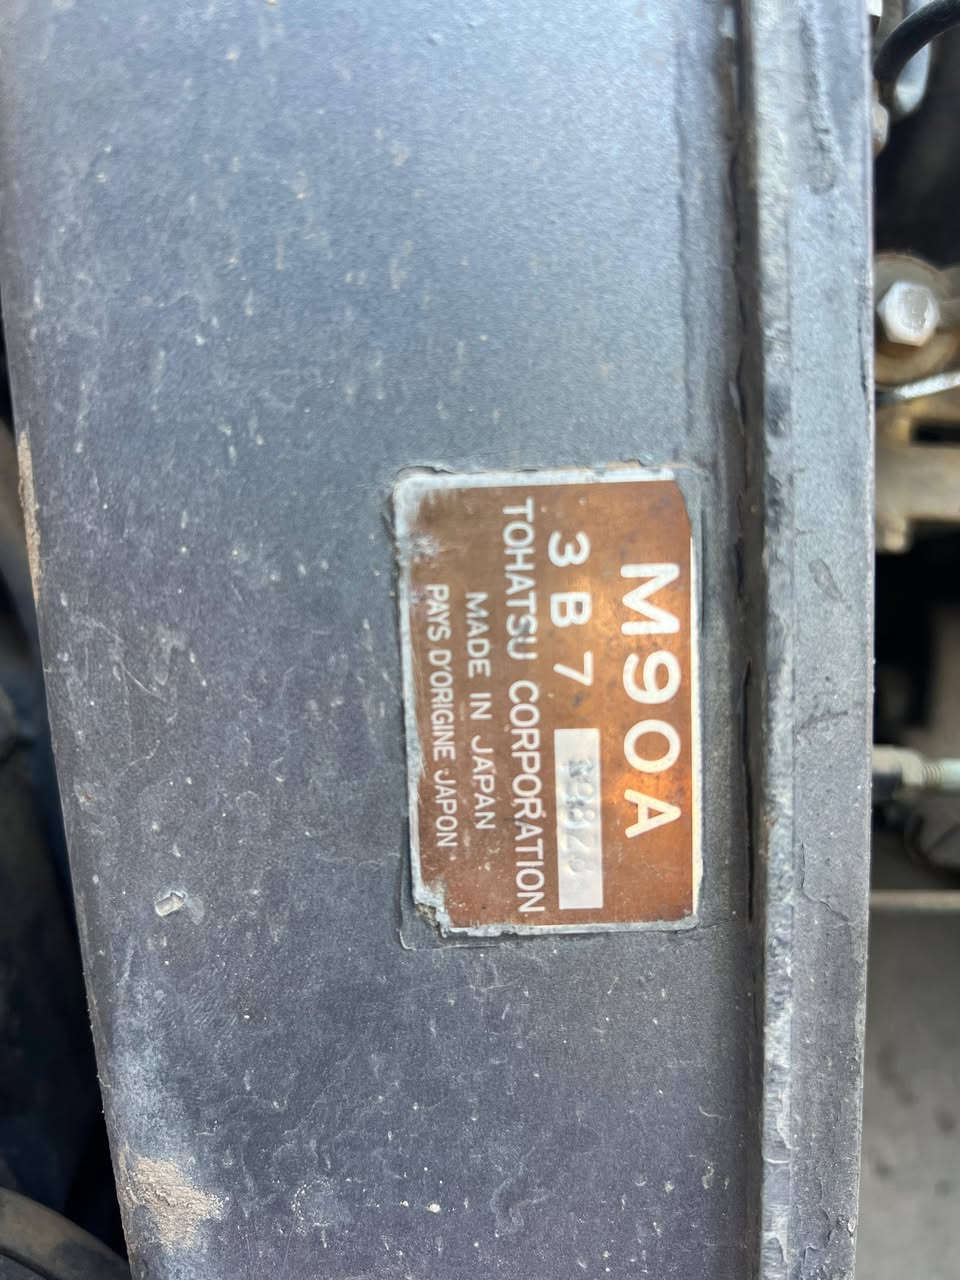 M90A
3B7
TOHATSU CORPORATION
MADE IN JAPAN
PAYS D'ORIGINE JAPON